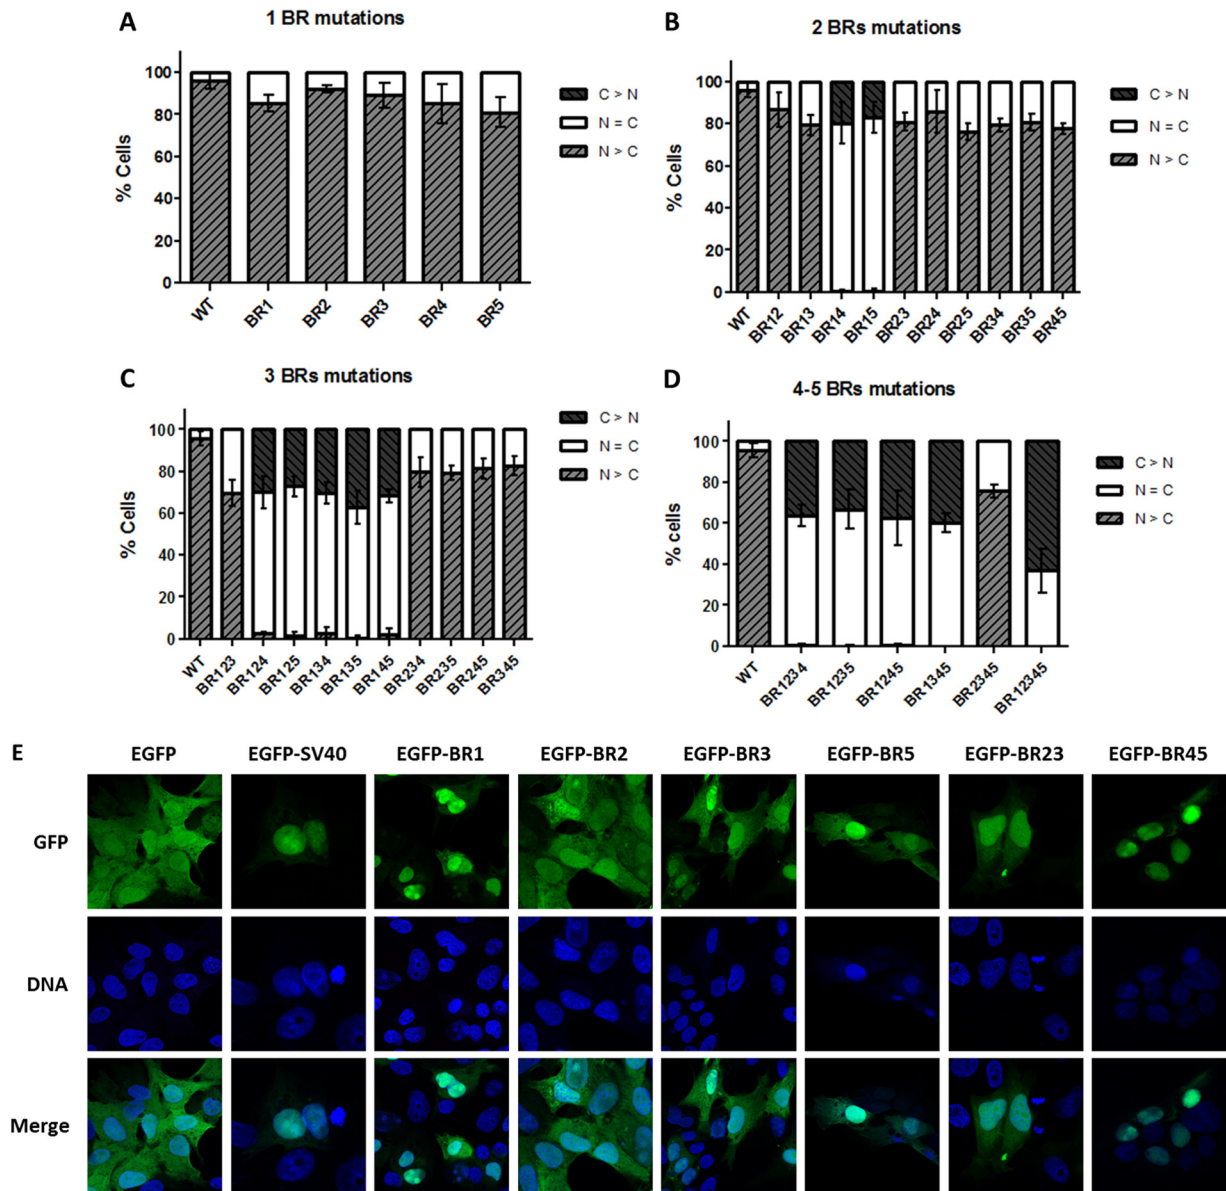 A
1 BR mutations
% Cells
100
80
60
40
20
0
WT
BR1
BR2
BR3
BR4
BR5
C > N
N = C
N > C
B
2 BRs mutations
% Cells
100
80
60
40
20
0
WT
BR12
BR13
BR14
BR15
BR23
BR24
BR25
BR34
BR35
BR45
C > N
N = C
N > C
C
3 BRs mutations
% Cells
100
80
60
40
20
0
WT
BR123
BR124
BR125
BR134
BR135
BR145
BR234
BR235
BR245
BR345
C > N
N = C
N > C
D
4-5 BRs mutations
% cells
100
80
60
40
20
0
WT
BR1234
BR1235
BR1245
BR1345
BR2345
BR12345
C > N
N = C
N > C
E
EGFP EGFP-SV40 EGFP-BR1 EGFP-BR2 EGFP-BR3 EGFP-BR5 EGFP-BR23 EGFP-BR45
GFP
DNA
Merge